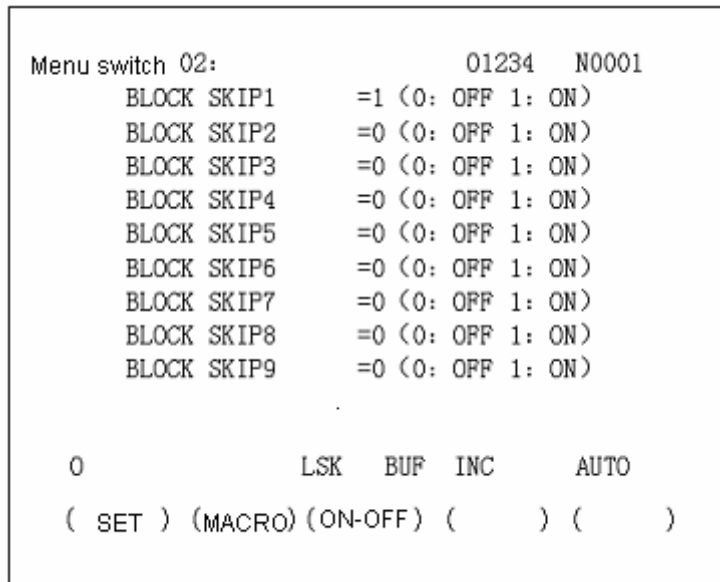 Menu switch 02: 01234 N0001
BLOCK SKIP1 =1 (0: OFF 1: ON)
BLOCK SKIP2 =0 (0: OFF 1: ON)
BLOCK SKIP3 =0 (0: OFF 1: ON)
BLOCK SKIP4 =0 (0: OFF 1: ON)
BLOCK SKIP5 =0 (0: OFF 1: ON)
BLOCK SKIP6 =0 (0: OFF 1: ON)
BLOCK SKIP7 =0 (0: OFF 1: ON)
BLOCK SKIP8 =0 (0: OFF 1: ON)
BLOCK SKIP9 =0 (0: OFF 1: ON)
O LSK BUF INC AUTO
( SET ) (MACRO) (ON-OFF) ( ) ( )